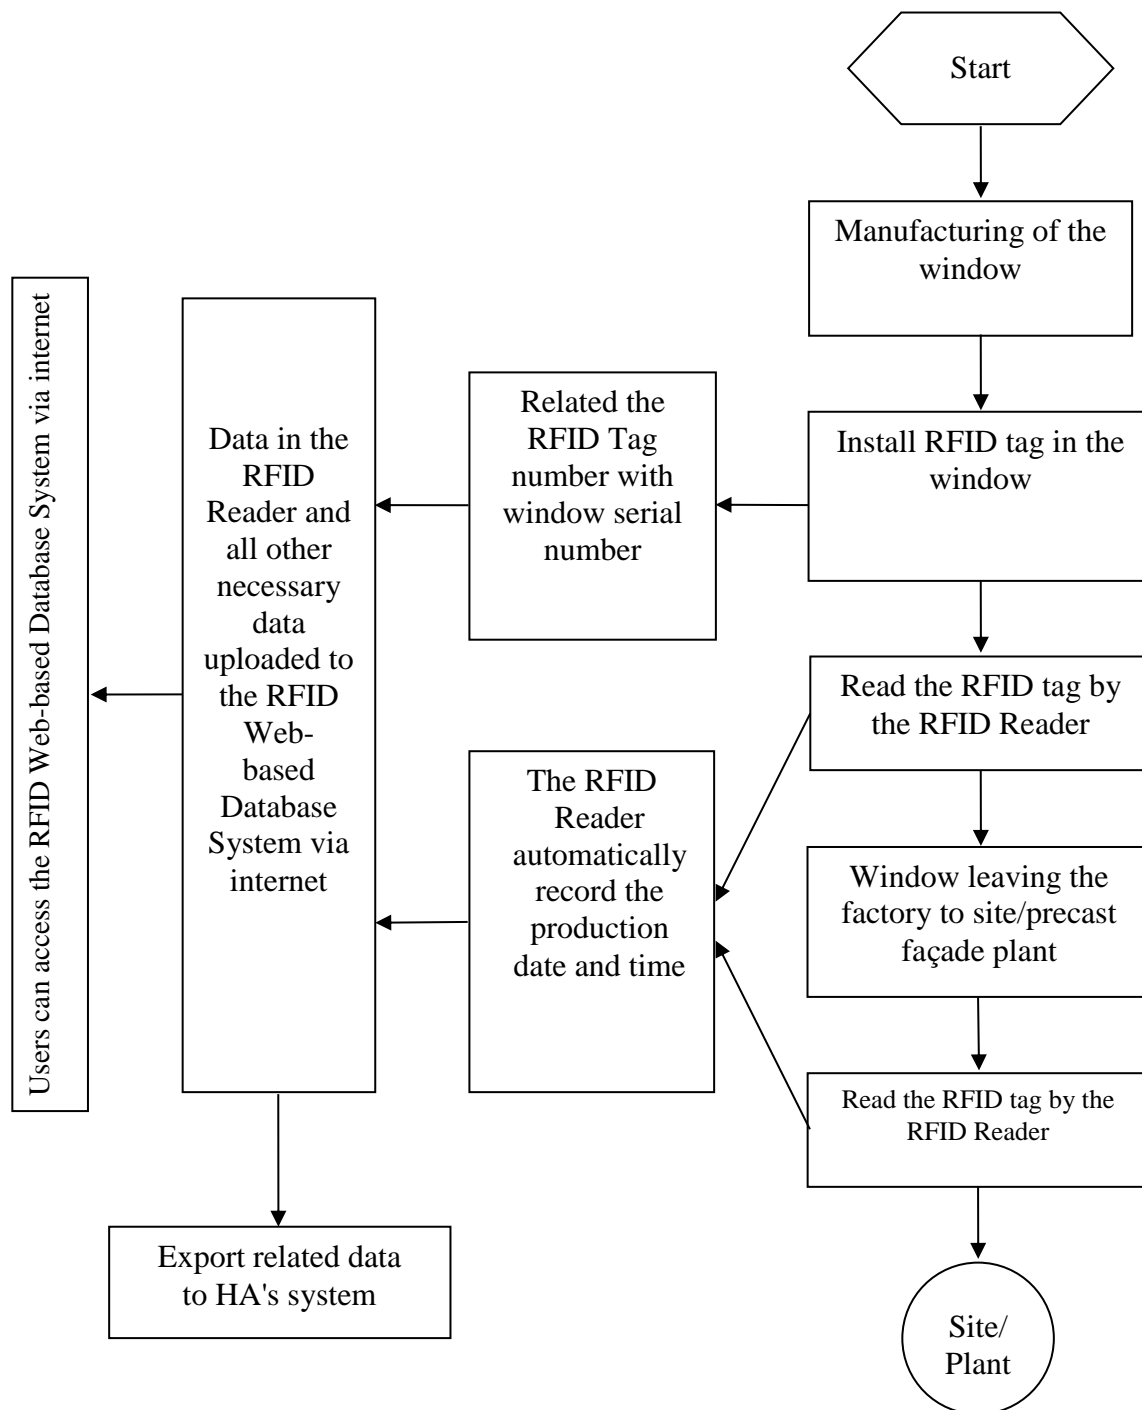 Start
Manufacturing of the
window
Install RFID tag in the
window
Related the
RFID Tag
number with
window serial
number
Read the RFID tag by
the RFID Reader
The RFID
Reader
automatically
record the
production
date and time
Window leaving the
factory to site/precast
façade plant
Read the RFID tag by the
RFID Reader
Site/
Plant
Data in the
RFID
Reader and
all other
necessary
data
uploaded to
the RFID
Web-
based
Database
System via
internet
Users can access the RFID Web-based Database System via internet
Export related data
to HA's system